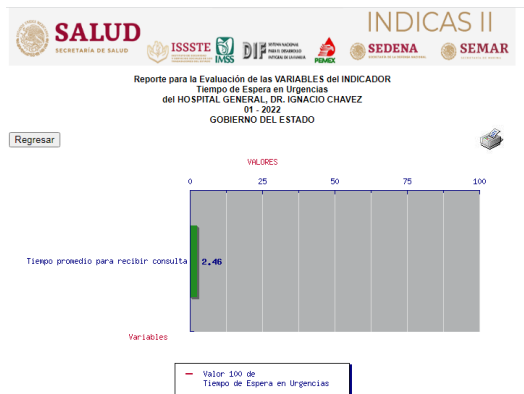 INDICAS II
SALUD
SECRETARÍA DE SALUD
ISSSTE
IMSS
DIF
PEMEX
SEDENA
SEMAR
Reporte para la Evaluación de las VARIABLES del INDICADOR
Tiempo de Espera en Urgencias
del HOSPITAL GENERAL, DR. IGNACIO CHAVEZ
01 - 2022
GOBIERNO DEL ESTADO
Regresar
VALORES
0 25 50 75 100
Tiempo promedio para recibir consulta 2.46
Variables
Valor 100 de
Tiempo de Espera en Urgencias